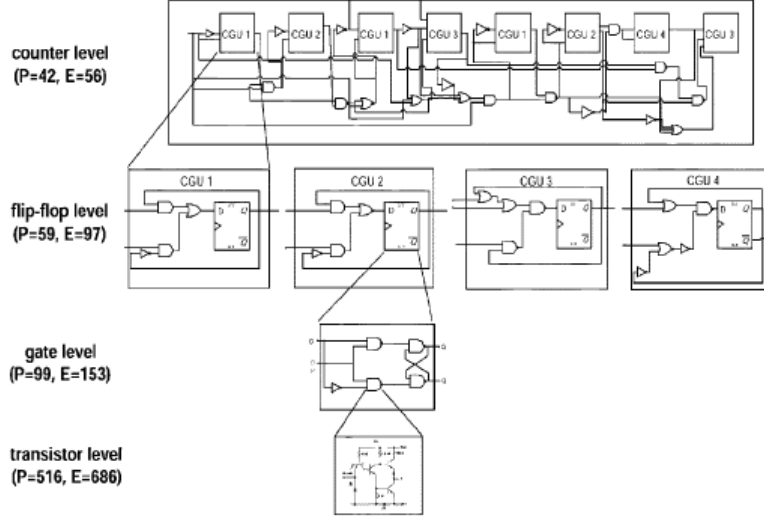 CGU 1
CGU 2
CGU 1
CGU 3
CGU 1
CGU 2
CGU 4
CGU 3
counter level
(P=42, E=56)
CGU 1
CGU 2
CGU 3
CGU 4
D
Q
D
Q
D
Q
D
Q
Q
Q
Q
Q
flip-flop level
(P=59, E=97)
gate level
(P=99, E=153)
transistor level
(P=516, E=686)